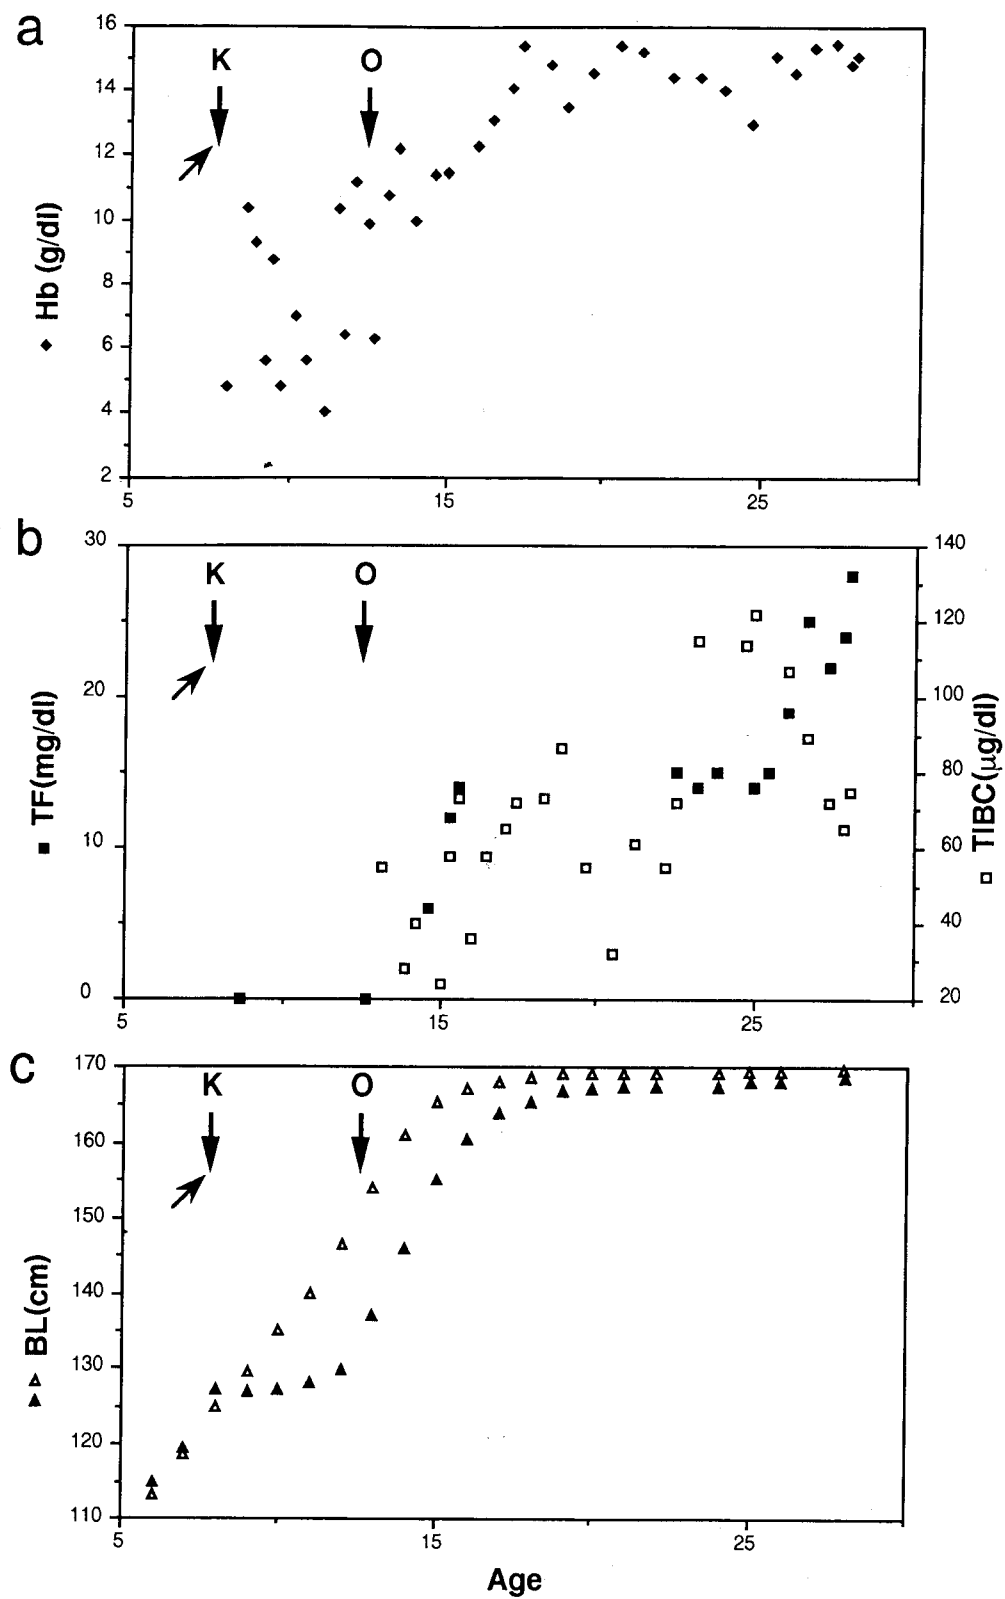 a
16
14
12
10
8
6
4
2
K
O
◆ Hb (g/dl)
5
15
25
b
30
20
10
0
K
O
■ TF(mg/dl)
140
120
100
80
60
40
20
□ TIBC(μg/dl)
5
15
25
c
170
160
150
140
130
120
110
K
O
▲ △ BL(cm)
5
15
25
Age